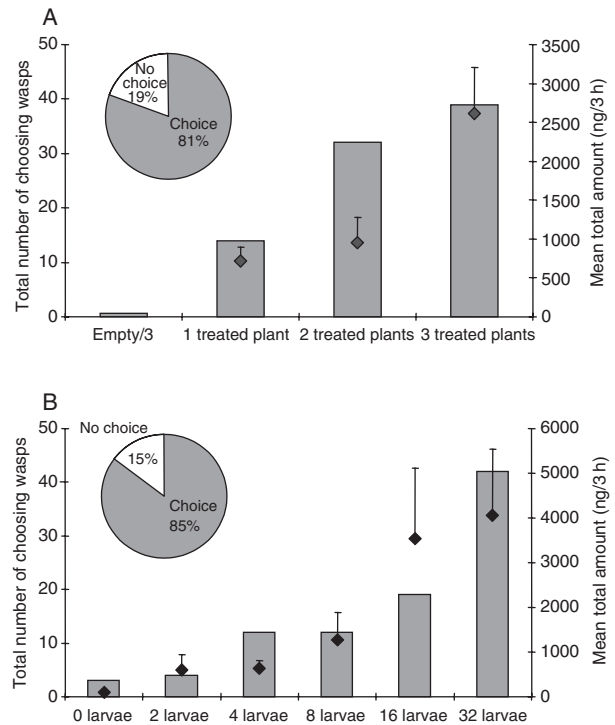 A
Total number of choosing wasps
50
40
30
20
10
0
No
choice
19%
Choice
81%
3500
3000
2500
2000
1500
1000
500
0
Mean total amount (ng/3 h)
Empty/3 1 treated plant 2 treated plants 3 treated plants
B
Total number of choosing wasps
50
40
30
20
10
0
No choice
15%
Choice
85%
6000
5000
4000
3000
2000
1000
0
Mean total amount (ng/3 h)
0 larvae 2 larvae 4 larvae 8 larvae 16 larvae 32 larvae